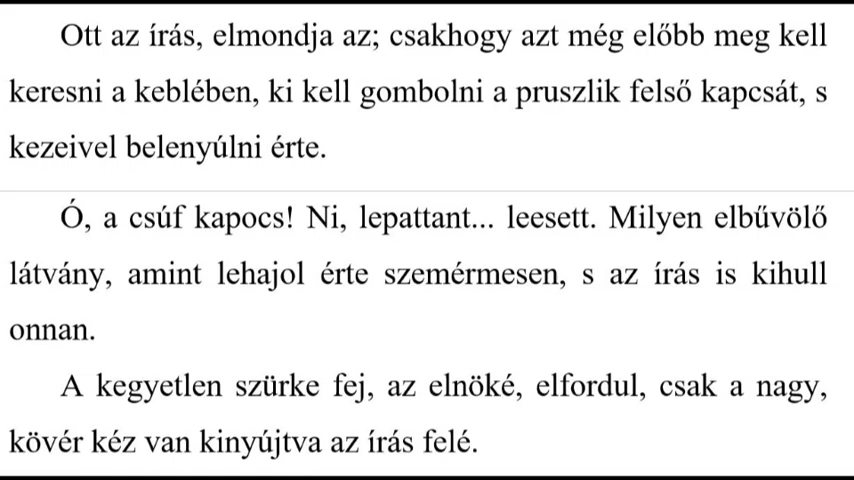 Ott az írás, elmondja az; csakhogy azt még előbb meg kell
keresni a keblében, ki kell gombolni a pruszlik felső kapcsát, s
kezeivel belenyúlni érte.
Ó, a csúf kapocs! Ni, lepattant... leesett. Milyen elbűvölő
látvány, amint lehajol érte szemérmesen, s az írás is kihull
onnan.
A kegyetlen szürke fej, az elnöké, elfordul, csak a nagy,
kövér kéz van kinyújtva az írás felé.